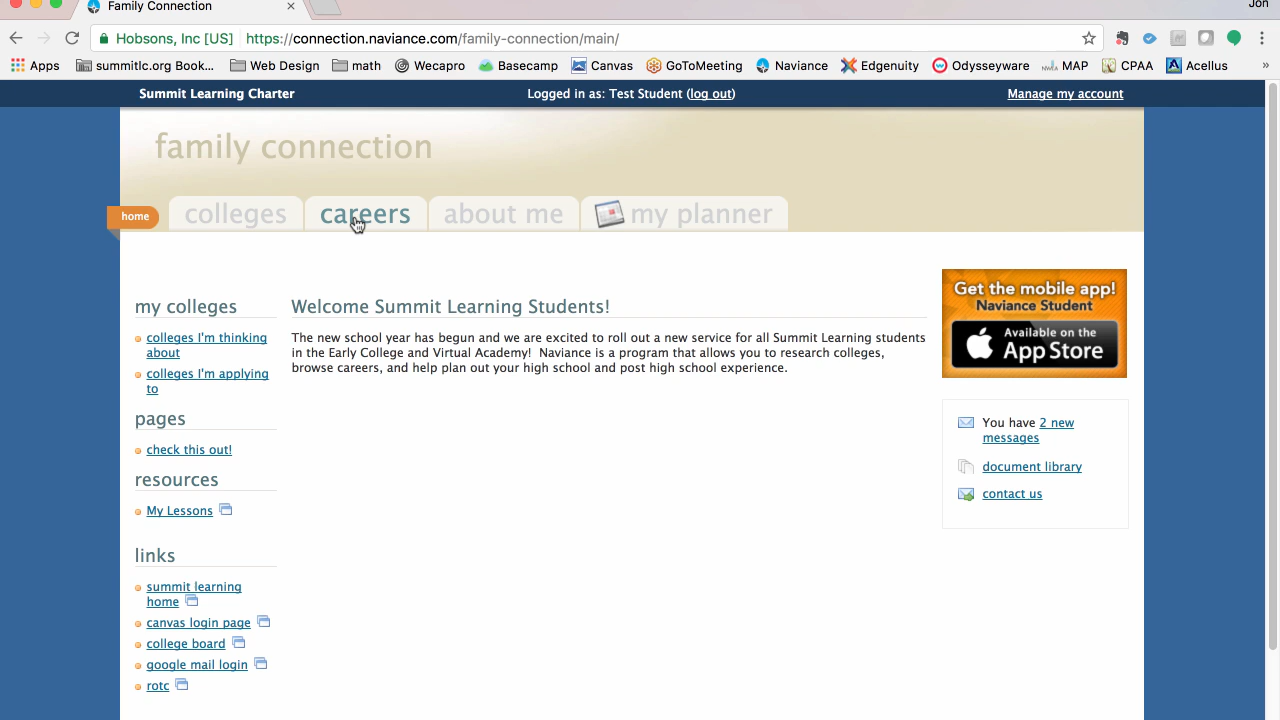 Family Connection
Jon
Hobsons, Inc [US] https://connection.naviance.com/family-connection/main/
Apps summitlc.org Book... Web Design math Wecapro Basecamp Canvas GoToMeeting Naviance Edgenuity Odysseyware MAP CPAA Acellus »
Summit Learning Charter Logged in as: Test Student (log out) Manage my account
family connection
home colleges careers about me my planner
my colleges
colleges I'm thinking
about
colleges I'm applying
to
pages
check this out!
resources
My Lessons
links
summit learning
home
canvas login page
college board
google mail login
rotc
Welcome Summit Learning Students!
The new school year has begun and we are excited to roll out a new service for all Summit Learning students
in the Early College and Virtual Academy! Naviance is a program that allows you to research colleges,
browse careers, and help plan out your high school and post high school experience.
Get the mobile app!
Naviance Student
Available on the
App Store
You have 2 new
messages
document library
contact us